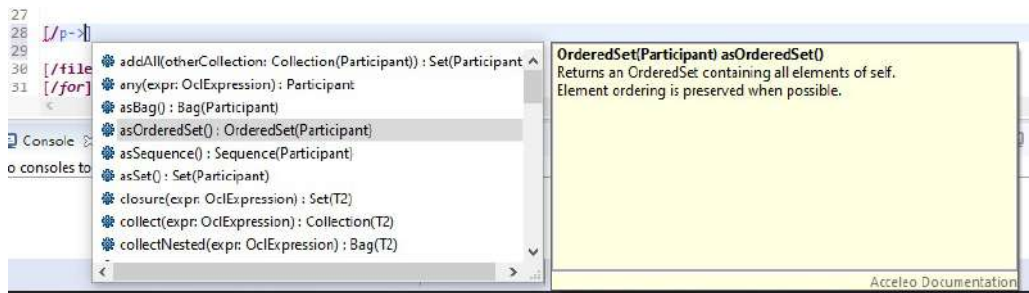 27
28 [/p->]
29
30 [/file
31 [/for]
addAll(otherCollection: Collection(Participant)) : Set(Participant
any(expr: OclExpression) : Participant
asBag() : Bag(Participant)
asOrderedSet() : OrderedSet(Participant)
asSequence() : Sequence(Participant)
asSet() : Set(Participant)
closure(expr: OclExpression) : Set(T2)
collect(expr: OclExpression) : Collection(T2)
collectNested(expr: OclExpression) : Bag(T2)
OrderedSet(Participant) asOrderedSet()
Returns an OrderedSet containing all elements of self.
Element ordering is preserved when possible.
Acceleo Documentation
Console
o consoles to